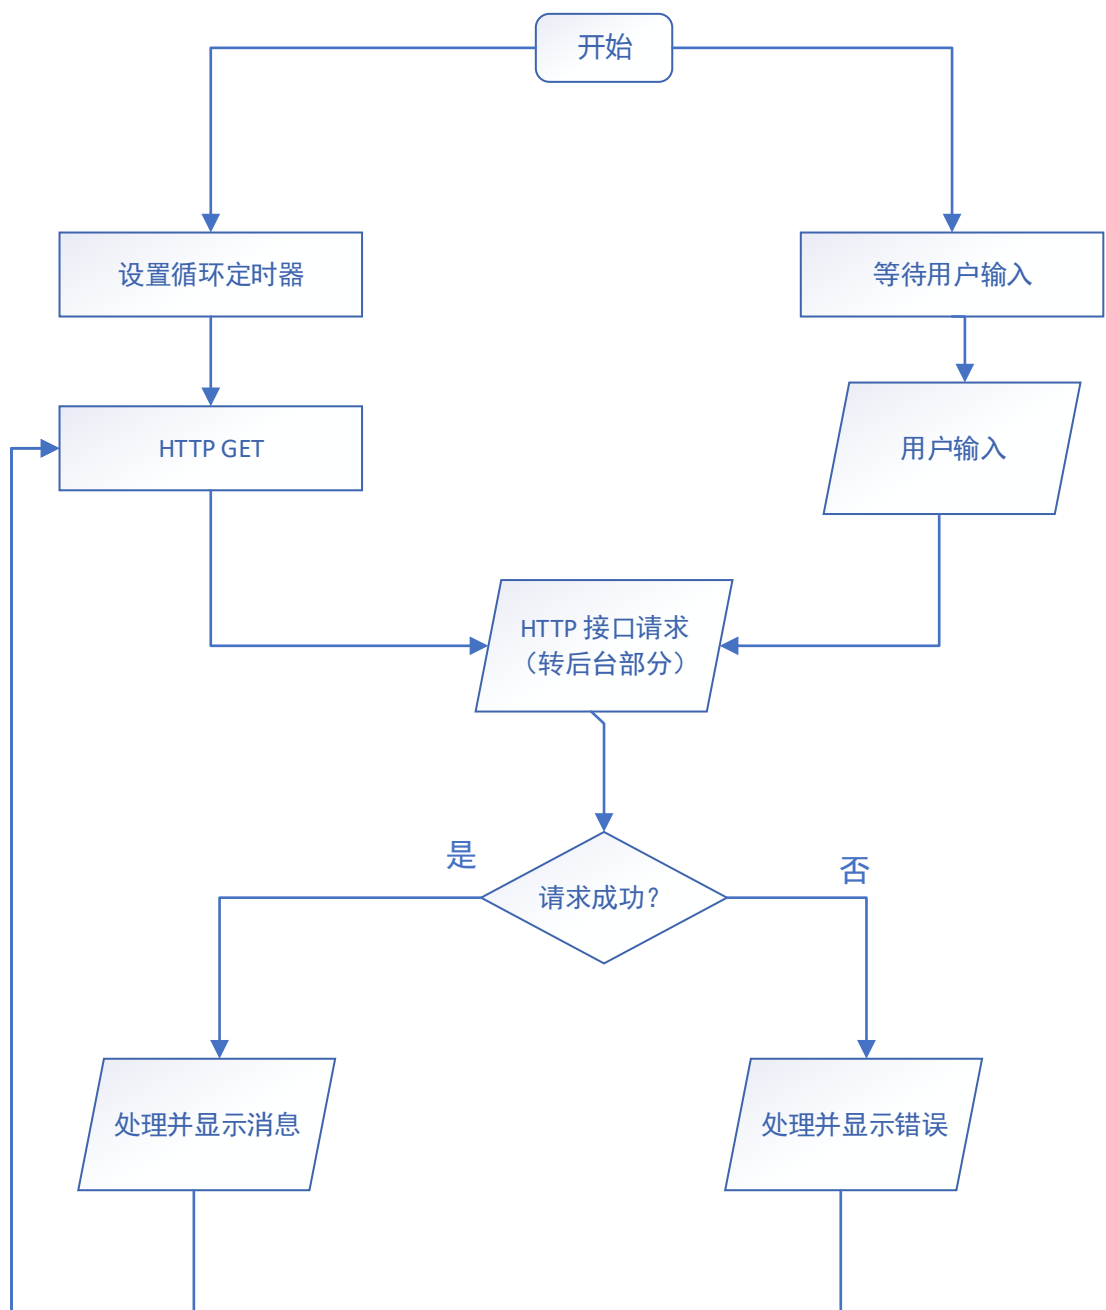 开始
设置循环定时器
等待用户输入
HTTP GET
用户输入
HTTP 接口请求
（转后台部分）
是
否
请求成功？
处理并显示消息
处理并显示错误